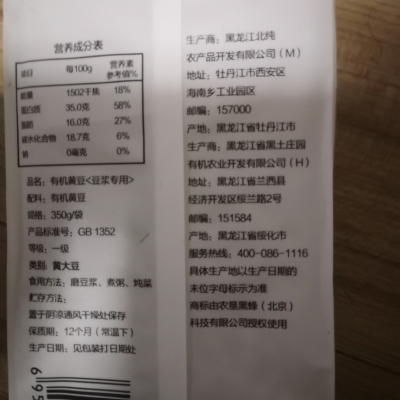 营养成分表
项目 每100g 营养素参考值%
能量 1502千焦 18%
蛋白质 35.0克 58%
脂肪 16.0克 27%
碳水化合物 18.7克 6%
钠 0毫克 0%
品名：有机黄豆<豆浆专用>
配料：有机黄豆
规格：350g/袋
产品标准号：GB 1352
等级：一级
类别：黄大豆
食用方法：磨豆浆、煮粥、炖菜
贮存方法：
置于阴凉通风干燥处保存
保质期：12个月（常温下）
生产日期：见包装打日期处
生产商：黑龙江北纯
农产品开发有限公司（M）
地址：牡丹江市西安区
海南乡工业园区
邮编：157000
产地：黑龙江省牡丹江市
生产商：黑龙江省黑土庄园
有机农业开发有限公司（H）
地址：黑龙江省兰西县
经济开发区绥兰路2号
邮编：151584
产地：黑龙江省绥化市
服务热线：400-086-1116
具体生产地以生产日期的
末位字母标示为准
商标由农垦黑蜂（北京）
科技有限公司授权使用
695